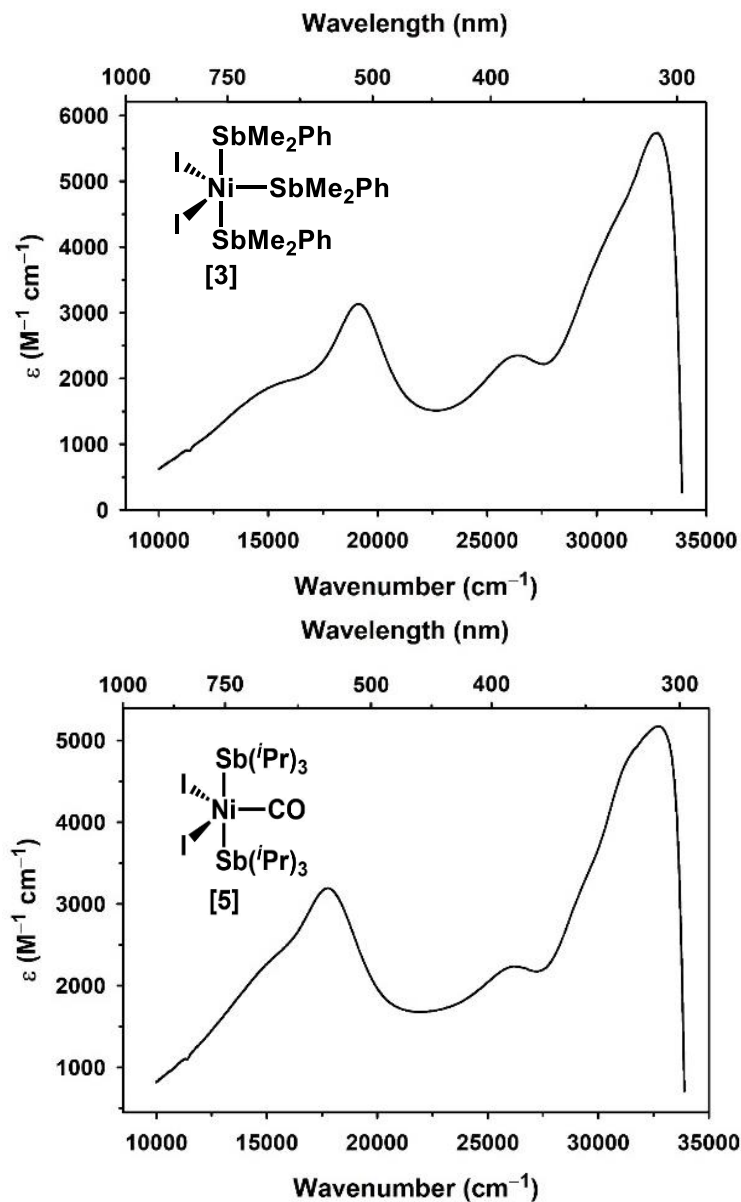 Wavelength (nm)
1000 750 500 400 300
6000
5000
4000
3000
2000
1000
0
ε (M⁻¹ cm⁻¹)
SbMe₂Ph
I
Ni SbMe₂Ph
I
SbMe₂Ph
[3]
10000 15000 20000 25000 30000 35000
Wavenumber (cm⁻¹)
Wavelength (nm)
1000 750 500 400 300
5000
4000
3000
2000
1000
ε (M⁻¹ cm⁻¹)
Sb(ⁱPr)₃
I
Ni CO
I
Sb(ⁱPr)₃
[5]
10000 15000 20000 25000 30000 35000
Wavenumber (cm⁻¹)